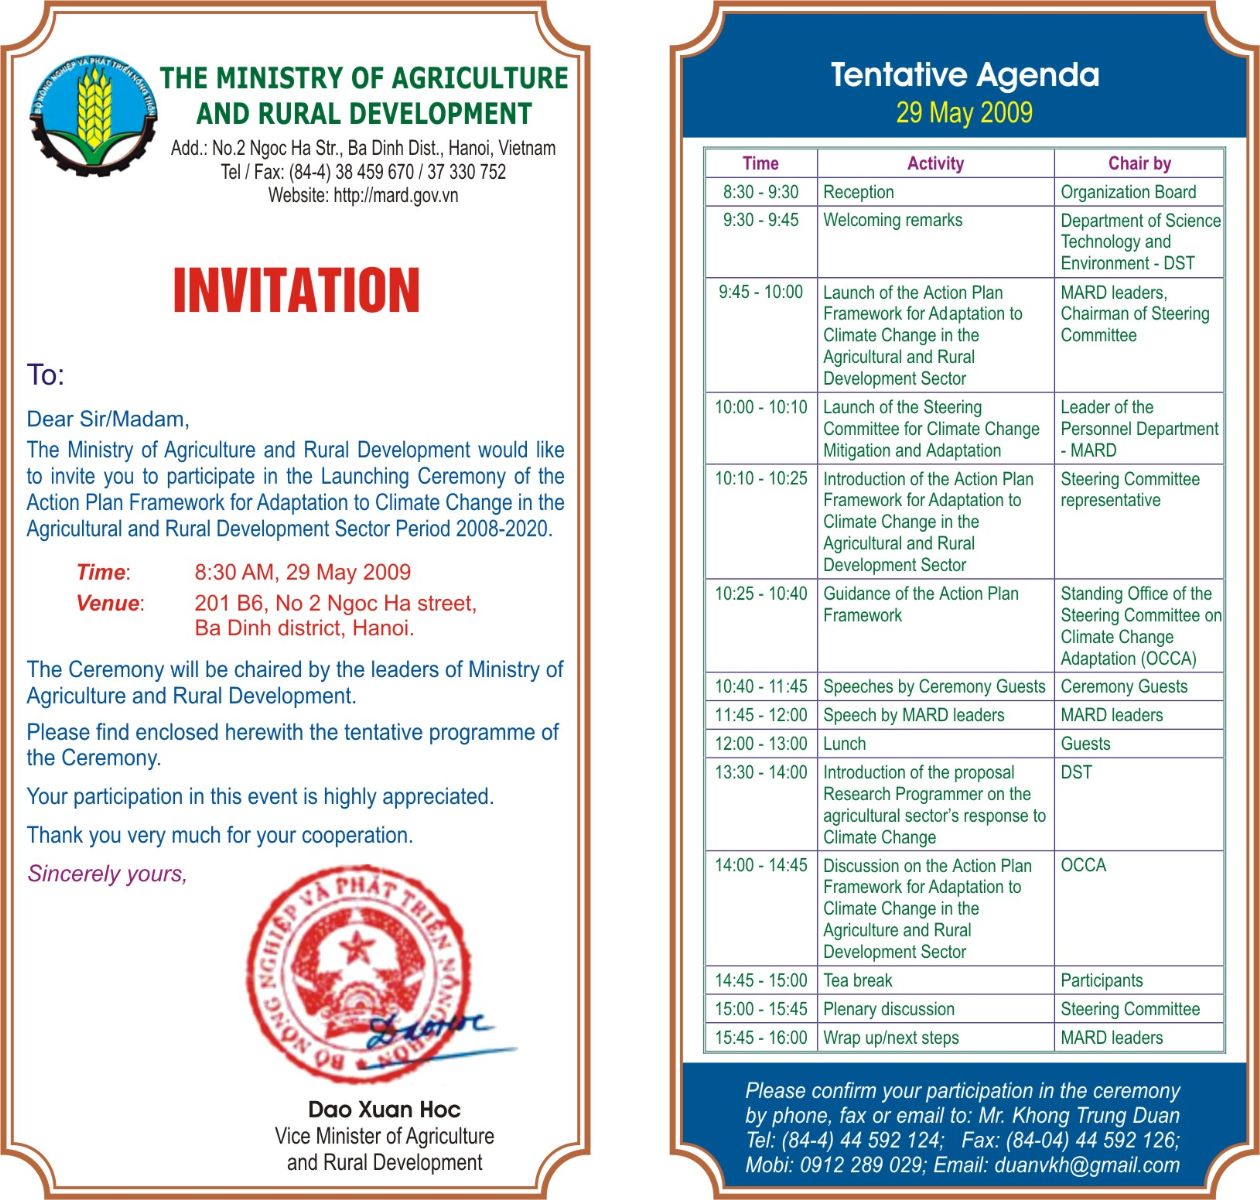 BỘ NÔNG NGHIỆP VÀ PHÁT TRIỂN NÔNG THÔN
THE MINISTRY OF AGRICULTURE
AND RURAL DEVELOPMENT
Add.: No.2 Ngoc Ha Str., Ba Dinh Dist., Hanoi, Vietnam
Tel / Fax: (84-4) 38 459 670 / 37 330 752
Website: http://mard.gov.vn
INVITATION
To:
Dear Sir/Madam,
The Ministry of Agriculture and Rural Development would like
to invite you to participate in the Launching Ceremony of the
Action Plan Framework for Adaptation to Climate Change in the
Agricultural and Rural Development Sector Period 2008-2020.
Time: 8:30 AM, 29 May 2009
Venue: 201 B6, No 2 Ngoc Ha street,
Ba Dinh district, Hanoi.
The Ceremony will be chaired by the leaders of Ministry of
Agriculture and Rural Development.
Please find enclosed herewith the tentative programme of
the Ceremony.
Your participation in this event is highly appreciated.
Thank you very much for your cooperation.
Sincerely yours,
BỘ NÔNG NGHIỆP VÀ PHÁT TRIỂN NÔNG THÔN
Dao Xuan Hoc
Vice Minister of Agriculture
and Rural Development
Tentative Agenda
29 May 2009
Time Activity Chair by
8:30 - 9:30 Reception Organization Board
9:30 - 9:45 Welcoming remarks Department of Science
Technology and
Environment - DST
9:45 - 10:00 Launch of the Action Plan MARD leaders,
Framework for Adaptation to Chairman of Steering
Climate Change in the Committee
Agricultural and Rural
Development Sector
10:00 - 10:10 Launch of the Steering Leader of the
Committee for Climate Change Personnel Department
Mitigation and Adaptation - MARD
10:10 - 10:25 Introduction of the Action Plan Steering Committee
Framework for Adaptation to representative
Climate Change in the
Agricultural and Rural
Development Sector
10:25 - 10:40 Guidance of the Action Plan Standing Office of the
Framework Steering Committee on
Climate Change
Adaptation (OCCA)
10:40 - 11:45 Speeches by Ceremony Guests Ceremony Guests
11:45 - 12:00 Speech by MARD leaders MARD leaders
12:00 - 13:00 Lunch Guests
13:30 - 14:00 Introduction of the proposal DST
Research Programmer on the
agricultural sector's response to
Climate Change
14:00 - 14:45 Discussion on the Action Plan OCCA
Framework for Adaptation to
Climate Change in the
Agriculture and Rural
Development Sector
14:45 - 15:00 Tea break Participants
15:00 - 15:45 Plenary discussion Steering Committee
15:45 - 16:00 Wrap up/next steps MARD leaders
Please confirm your participation in the ceremony
by phone, fax or email to: Mr. Khong Trung Duan
Tel: (84-4) 44 592 124; Fax: (84-04) 44 592 126;
Mobi: 0912 289 029; Email: duanvkh@gmail.com